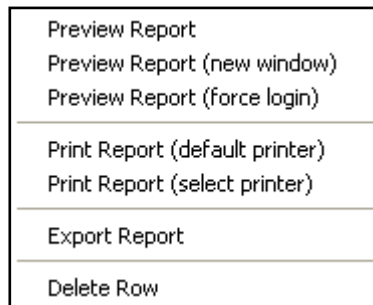 Preview Report
Preview Report (new window)
Preview Report (force login)
Print Report (default printer)
Print Report (select printer)
Export Report
Delete Row